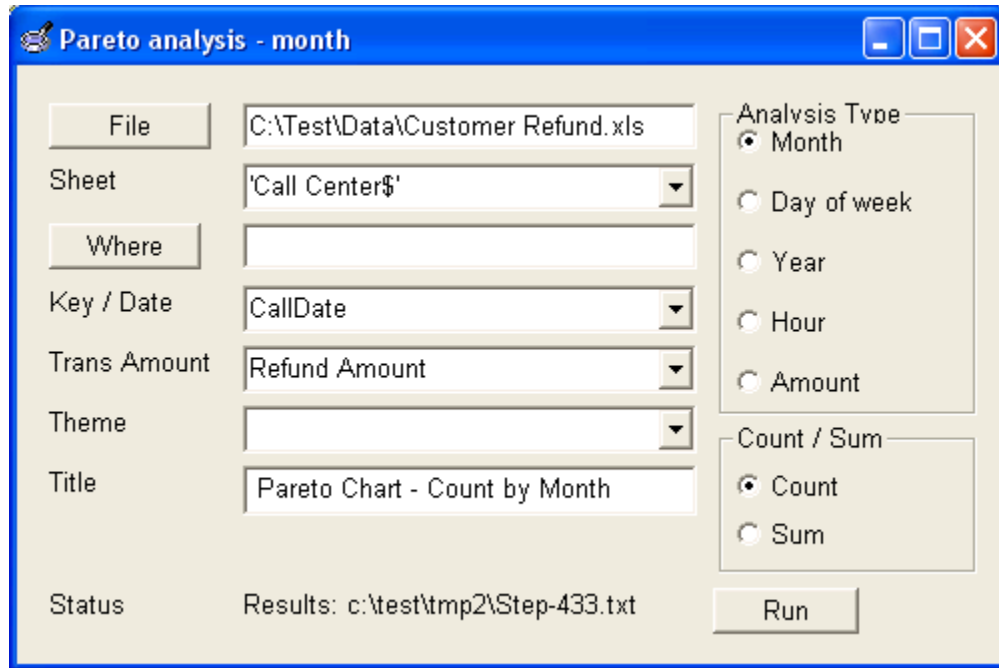 Pareto analysis - month
File
C:\Test\Data\Customer Refund.xls
Sheet
'Call Center$'
Where
Key / Date
CallDate
Trans Amount
Refund Amount
Theme
Title
Pareto Chart - Count by Month
Analysis Type
Month
Day of week
Year
Hour
Amount
Count / Sum
Count
Sum
Status
Results: c:\test\tmp2\Step-433.txt
Run